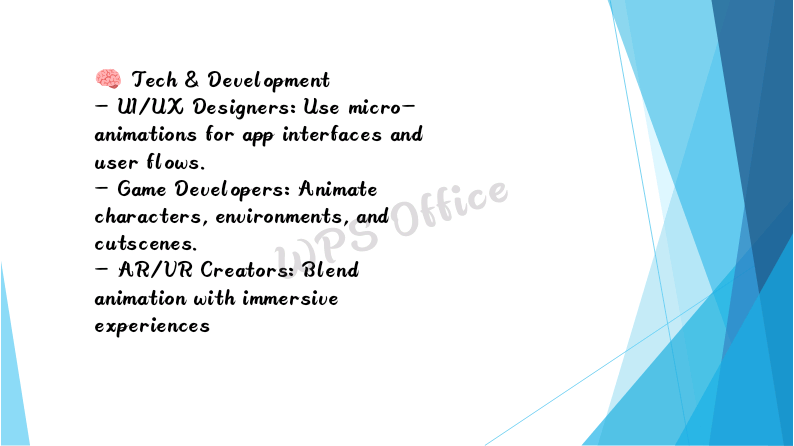 🧠 Tech & Development
- UI/UX Designers: Use micro-
animations for app interfaces and
user flows.
- Game Developers: Animate
characters, environments, and
cutscenes.
- AR/VR Creators: Blend
animation with immersive
experiences
WPS Office